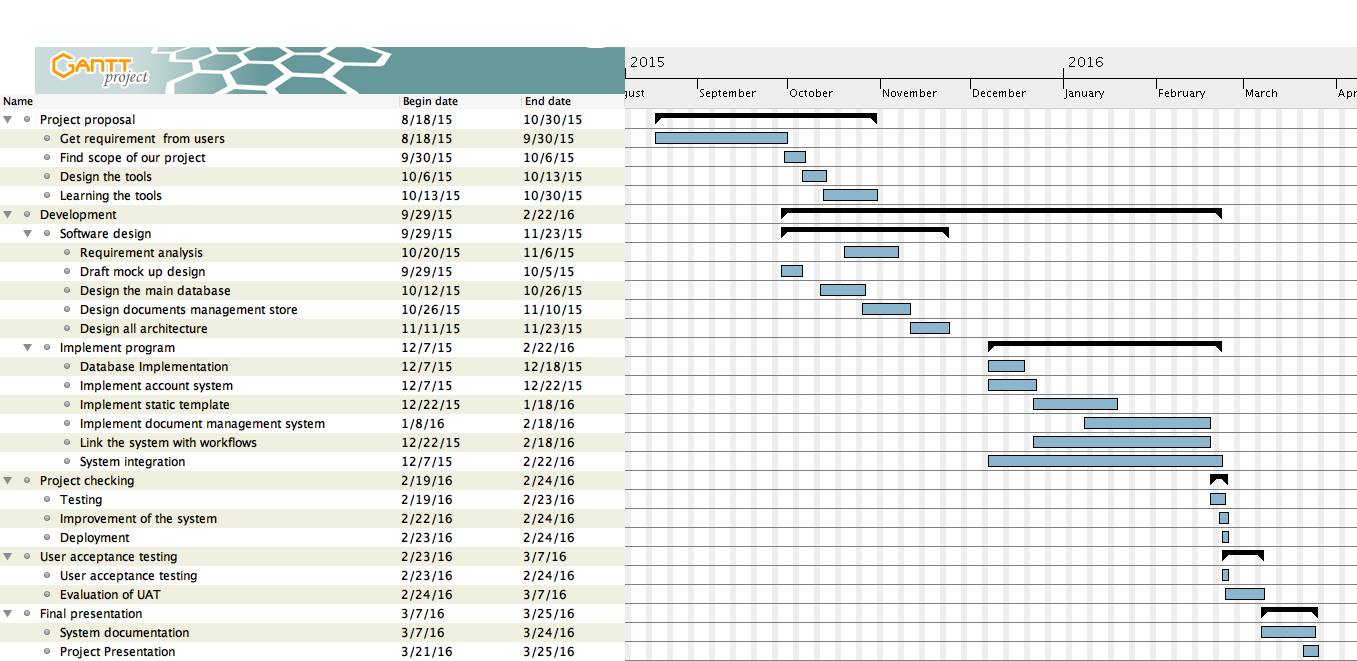 GANTT
project
2015 2016
gust September October November December January February March Apr
Name Begin date End date
Project proposal 8/18/15 10/30/15
Get requirement from users 8/18/15 9/30/15
Find scope of our project 9/30/15 10/6/15
Design the tools 10/6/15 10/13/15
Learning the tools 10/13/15 10/30/15
Development 9/29/15 2/22/16
Software design 9/29/15 11/23/15
Requirement analysis 10/20/15 11/6/15
Draft mock up design 9/29/15 10/5/15
Design the main database 10/12/15 10/26/15
Design documents management store 10/26/15 11/10/15
Design all architecture 11/11/15 11/23/15
Implement program 12/7/15 2/22/16
Database Implementation 12/7/15 12/18/15
Implement account system 12/7/15 12/22/15
Implement static template 12/22/15 1/18/16
Implement document management system 1/8/16 2/18/16
Link the system with workflows 12/22/15 2/18/16
System integration 12/7/15 2/22/16
Project checking 2/19/16 2/24/16
Testing 2/19/16 2/23/16
Improvement of the system 2/22/16 2/24/16
Deployment 2/23/16 2/24/16
User acceptance testing 2/23/16 3/7/16
User acceptance testing 2/23/16 2/24/16
Evaluation of UAT 2/24/16 3/7/16
Final presentation 3/7/16 3/25/16
System documentation 3/7/16 3/24/16
Project Presentation 3/21/16 3/25/16